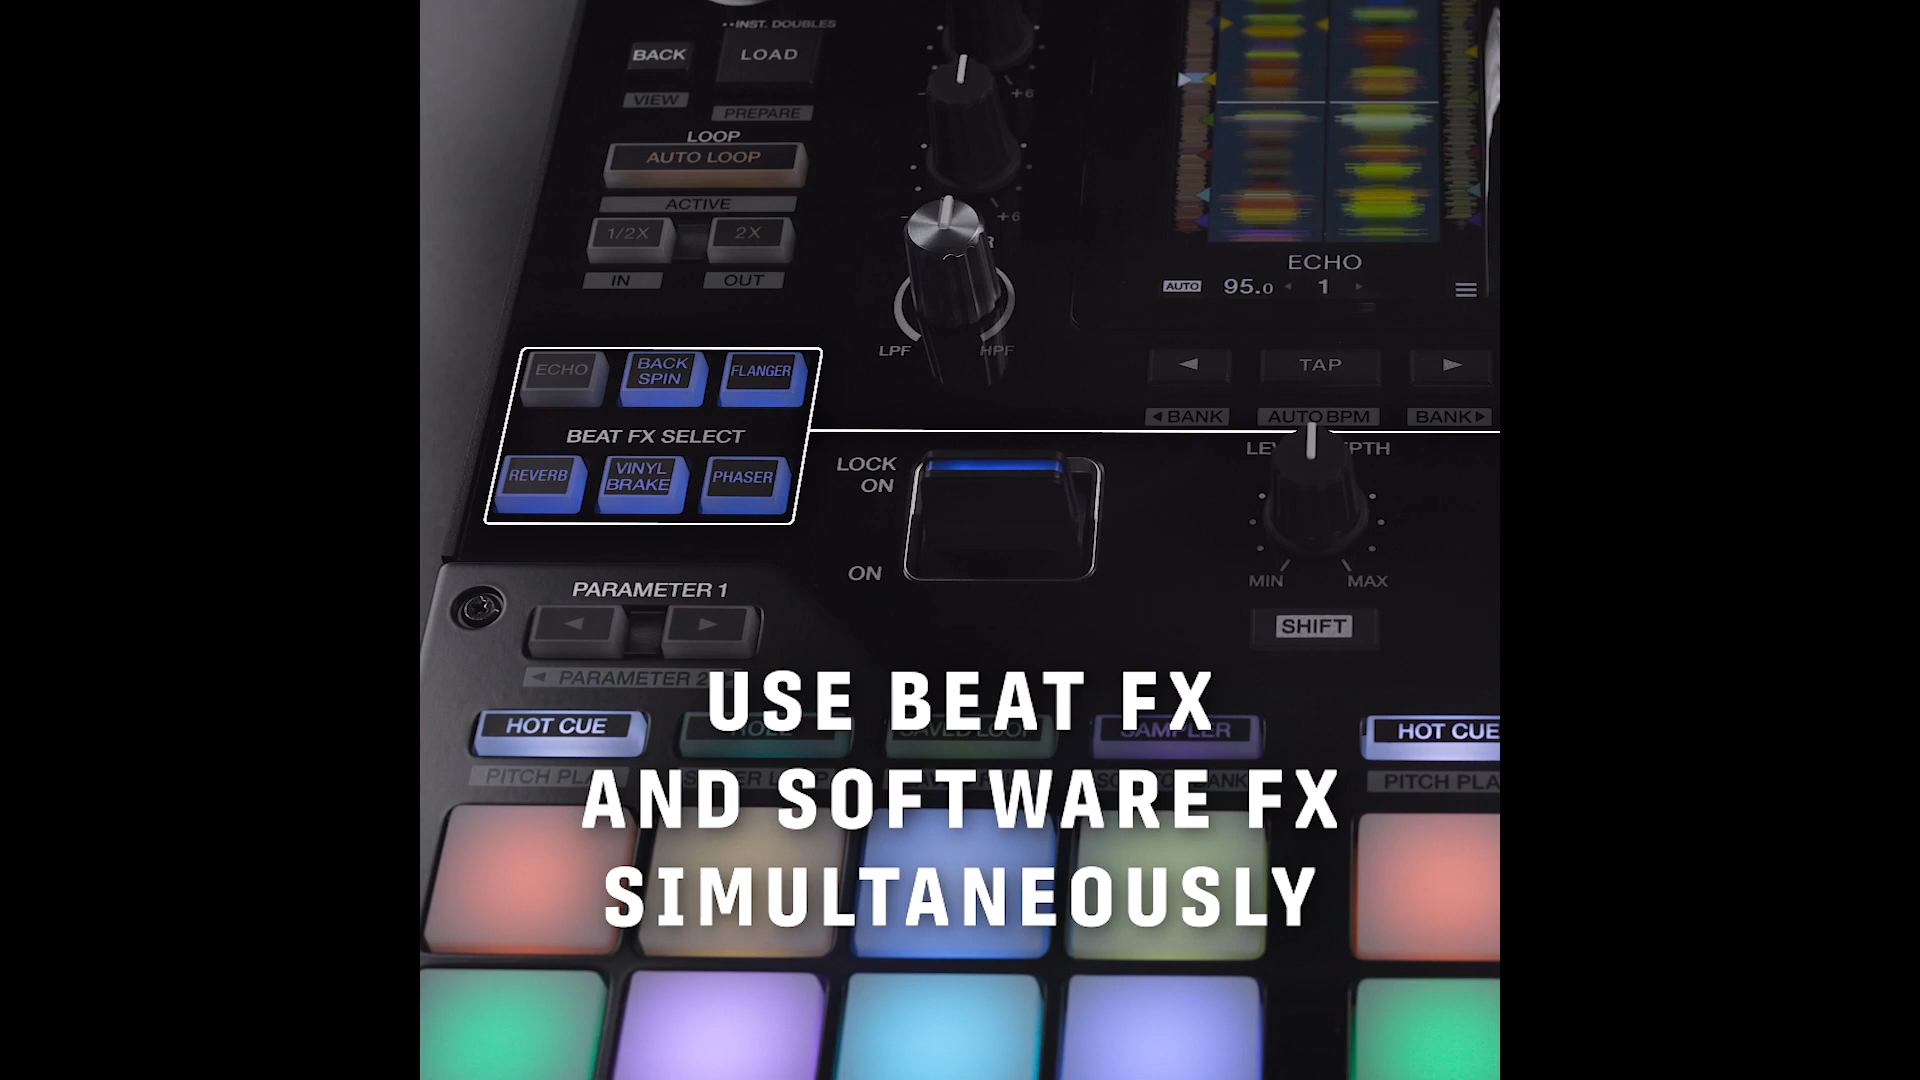 INST. DOUBLES
BACK
LOAD
VIEW
PREPARE
LOOP
AUTO LOOP
ACTIVE
1/2X
2X
IN
OUT
+6
+6
LPF
HPF
ECHO
AUTO
95.0
1
TAP
BANK
AUTO BPM
BANK
ECHO
BACK
SPIN
FLANGER
BEAT FX SELECT
REVERB
VINYL
BRAKE
PHASER
LOCK
ON
ON
MIN
MAX
SHIFT
PARAMETER 1
PARAMETER 2
HOT CUE
SAVED LOOP
SAMPLER
HOT CUE
USE BEAT FX
AND SOFTWARE FX
SIMULTANEOUSLY